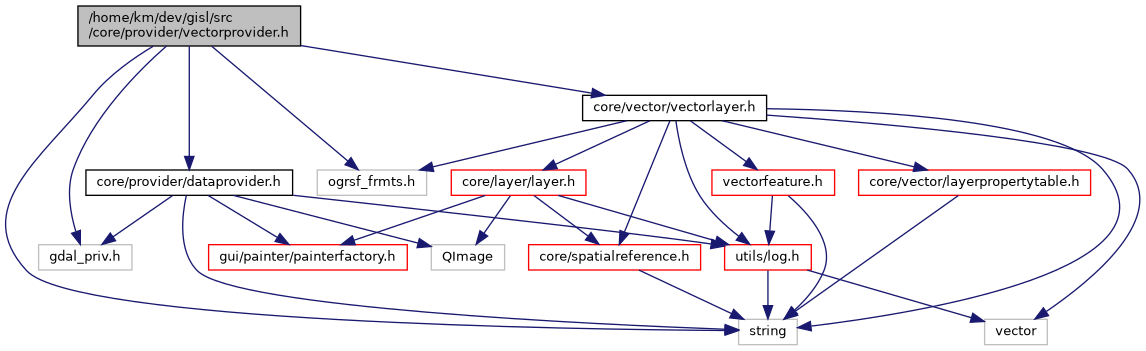 /home/km/dev/gisl/src
/core/provider/vectorprovider.h
core/vector/vectorlayer.h
core/provider/dataprovider.h
ogrsf_frmts.h
core/layer/layer.h
vectorfeature.h
core/vector/layerpropertytable.h
gdal_priv.h
gui/painter/painterfactory.h
QImage
core/spatialreference.h
utils/log.h
string
vector